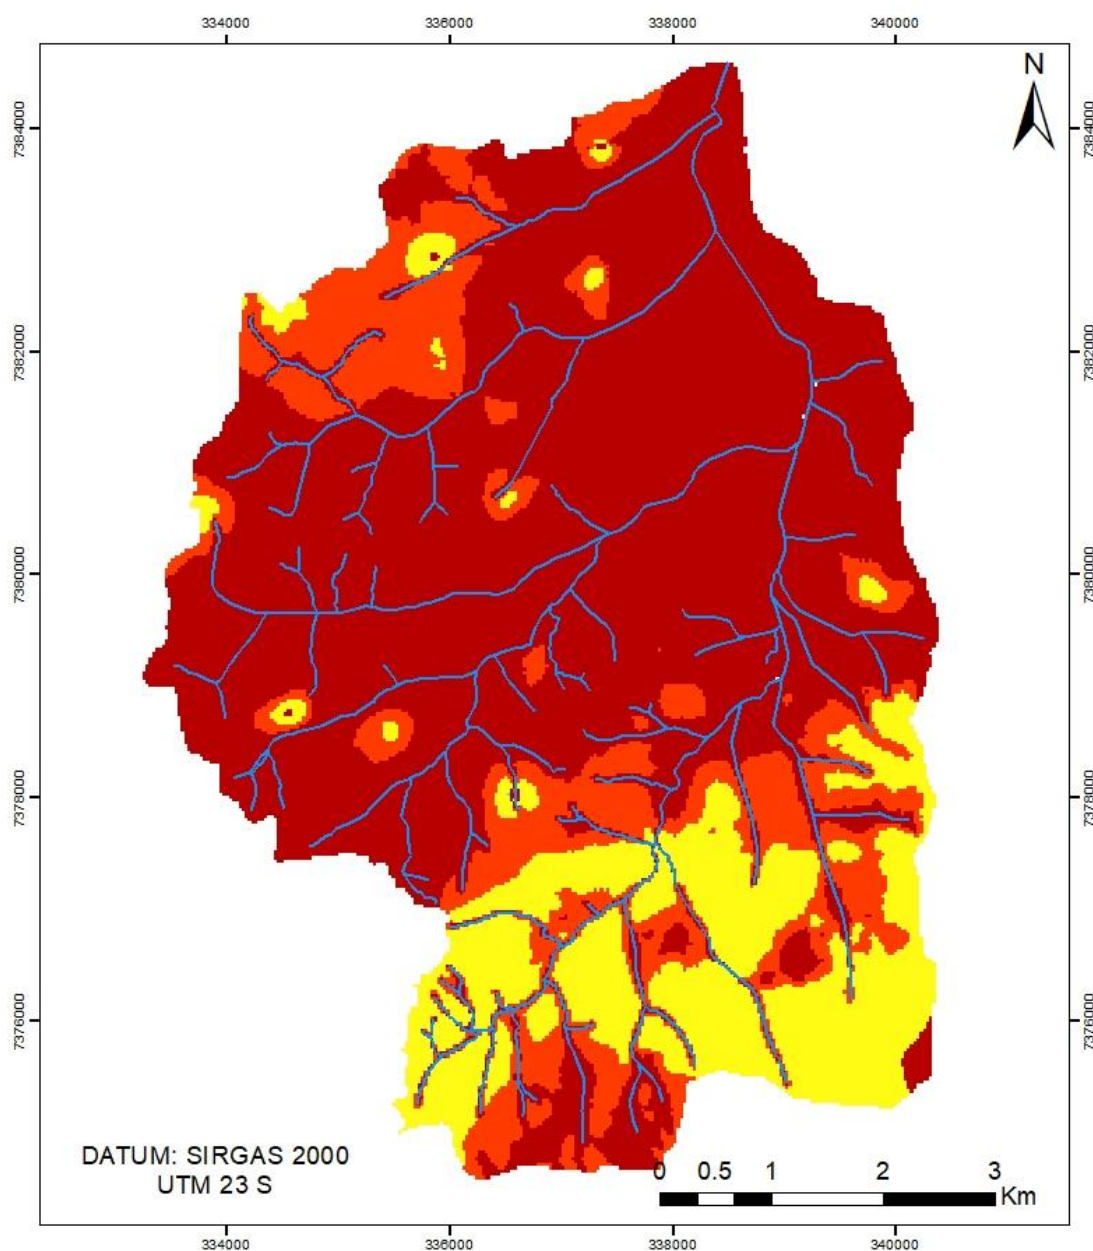 334000 336000 338000 340000
N
7384000 7384000
7382000 7382000
7380000 7380000
7378000 7378000
7376000 7376000
DATUM: SIRGAS 2000
UTM 23 S
0 0.5 1 2 3
Km
334000 336000 338000 340000